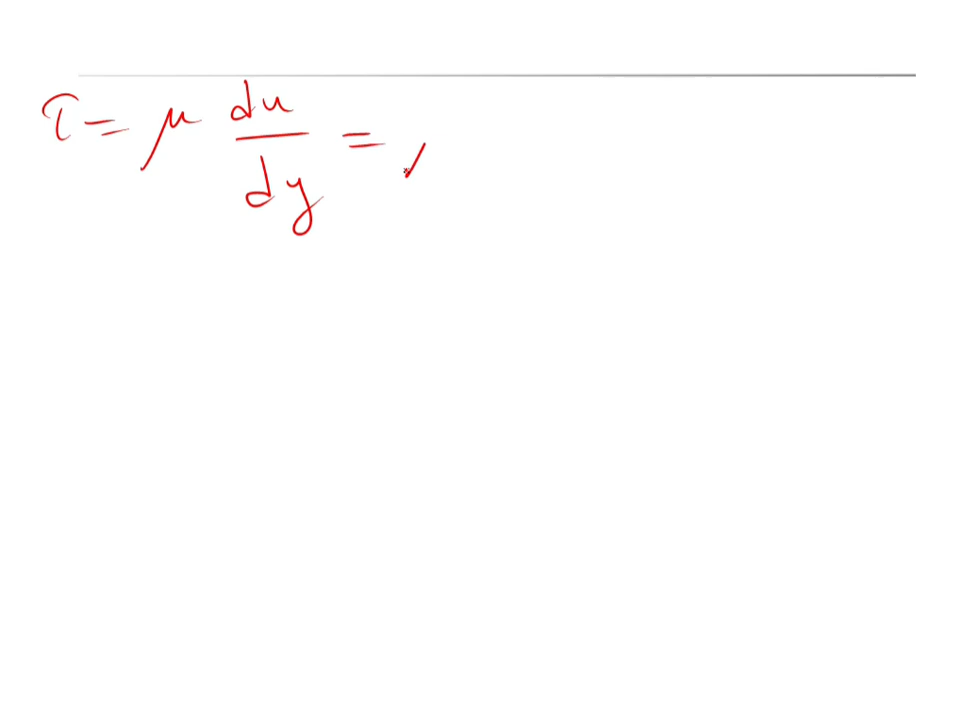 τ = μ du/dy =